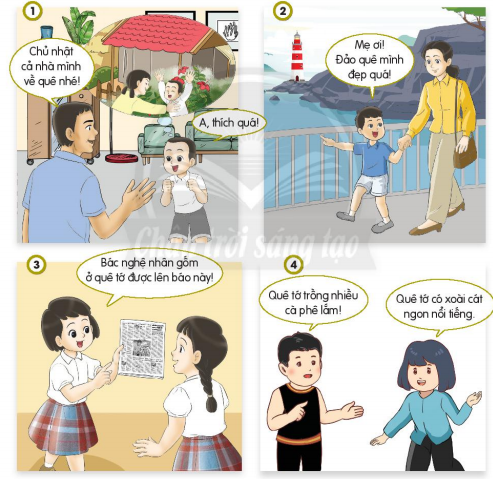 1
Chủ nhật
cả nhà mình
về quê nhé!
A, thích quá!
2
Mẹ ơi!
Đảo quê mình
đẹp quá!
Chân trời sáng tạo
3
Bác nghệ nhân gốm
ở quê tớ được lên báo này!
4
Quê tớ trồng nhiều
cà phê lắm!
Quê tớ có xoài cát
ngon nổi tiếng.